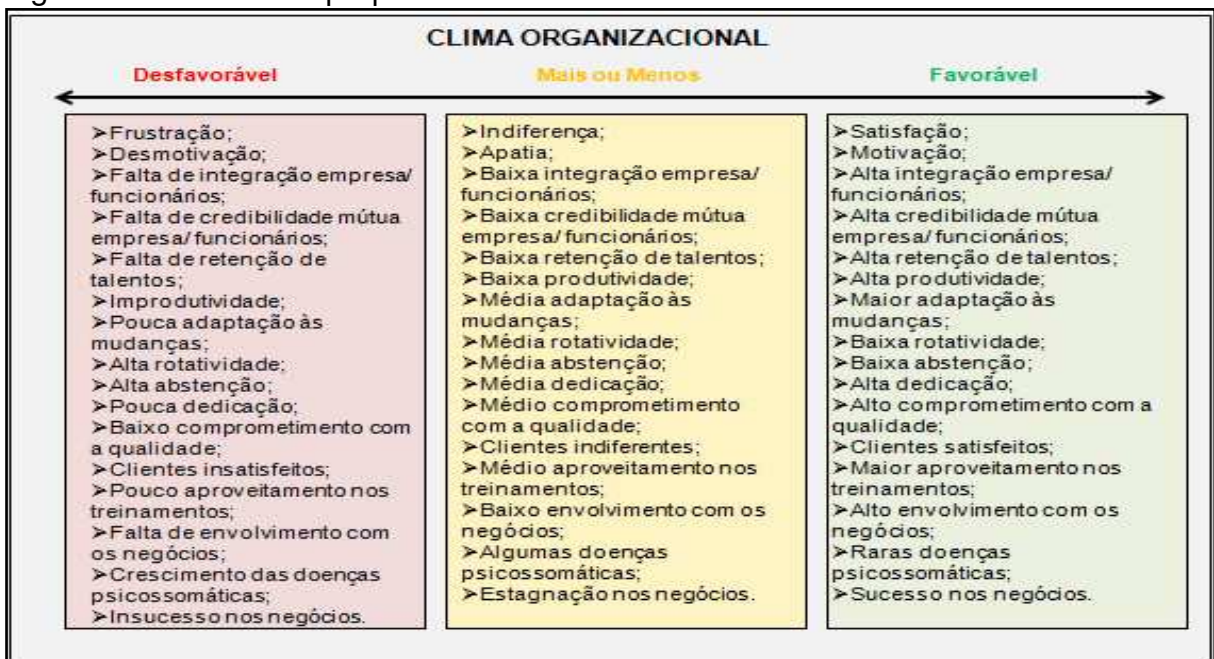 CLIMA ORGANIZACIONAL
Desfavorável
Mais ou Menos
Favorável
➢Frustração;
➢Desmotivação;
➢Falta de integração empresa/
funcionários;
➢Falta de credibilidade mútua
empresa/ funcionários;
➢Falta de retenção de
talentos;
➢Improdutividade;
➢Pouca adaptação às
mudanças;
➢Alta rotatividade;
➢Alta abstenção;
➢Pouca dedicação;
➢Baixo comprometimento com
a qualidade;
➢Clientes insatisfeitos;
➢Pouco aproveitamento nos
treinamentos;
➢Falta de envolvimento com
os negócios;
➢Crescimento das doenças
psicossomáticas;
➢Insucesso nos negócios.
➢Indiferença;
➢Apatia;
➢Baixa integração empresa/
funcionários;
➢Baixa credibilidade mútua
empresa/ funcionários;
➢Baixa retenção de talentos;
➢Baixa produtividade;
➢Média adaptação às
mudanças;
➢Média rotatividade;
➢Média abstenção;
➢Média dedicação;
➢Médio comprometimento
com a qualidade;
➢Clientes indiferentes;
➢Médio aproveitamento nos
treinamentos;
➢Baixo envolvimento com os
negócios;
➢Algumas doenças
psicossomáticas;
➢Estagnação nos negócios.
➢Satisfação;
➢Motivação;
➢Alta integração empresa/
funcionários;
➢Alta credibilidade mútua
empresa/ funcionários;
➢Alta retenção de talentos;
➢Alta produtividade;
➢Maior adaptação às
mudanças;
➢Baixa rotatividade;
➢Baixa abstenção;
➢Alta dedicação;
➢Alto comprometimento com a
qualidade;
➢Clientes satisfeitos;
➢Maior aproveitamento nos
treinamentos;
➢Alto envolvimento com os
negócios;
➢Raras doenças
psicossomáticas;
➢Sucesso nos negócios.